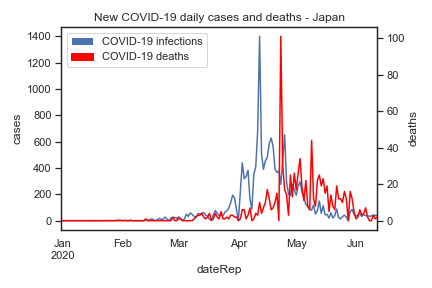 New COVID-19 daily cases and deaths - Japan
COVID-19 infections
COVID-19 deaths
1400
1200
1000
800
600
400
200
0
cases
100
80
60
40
20
0
deaths
Jan Feb Mar Apr May Jun
2020
dateRep